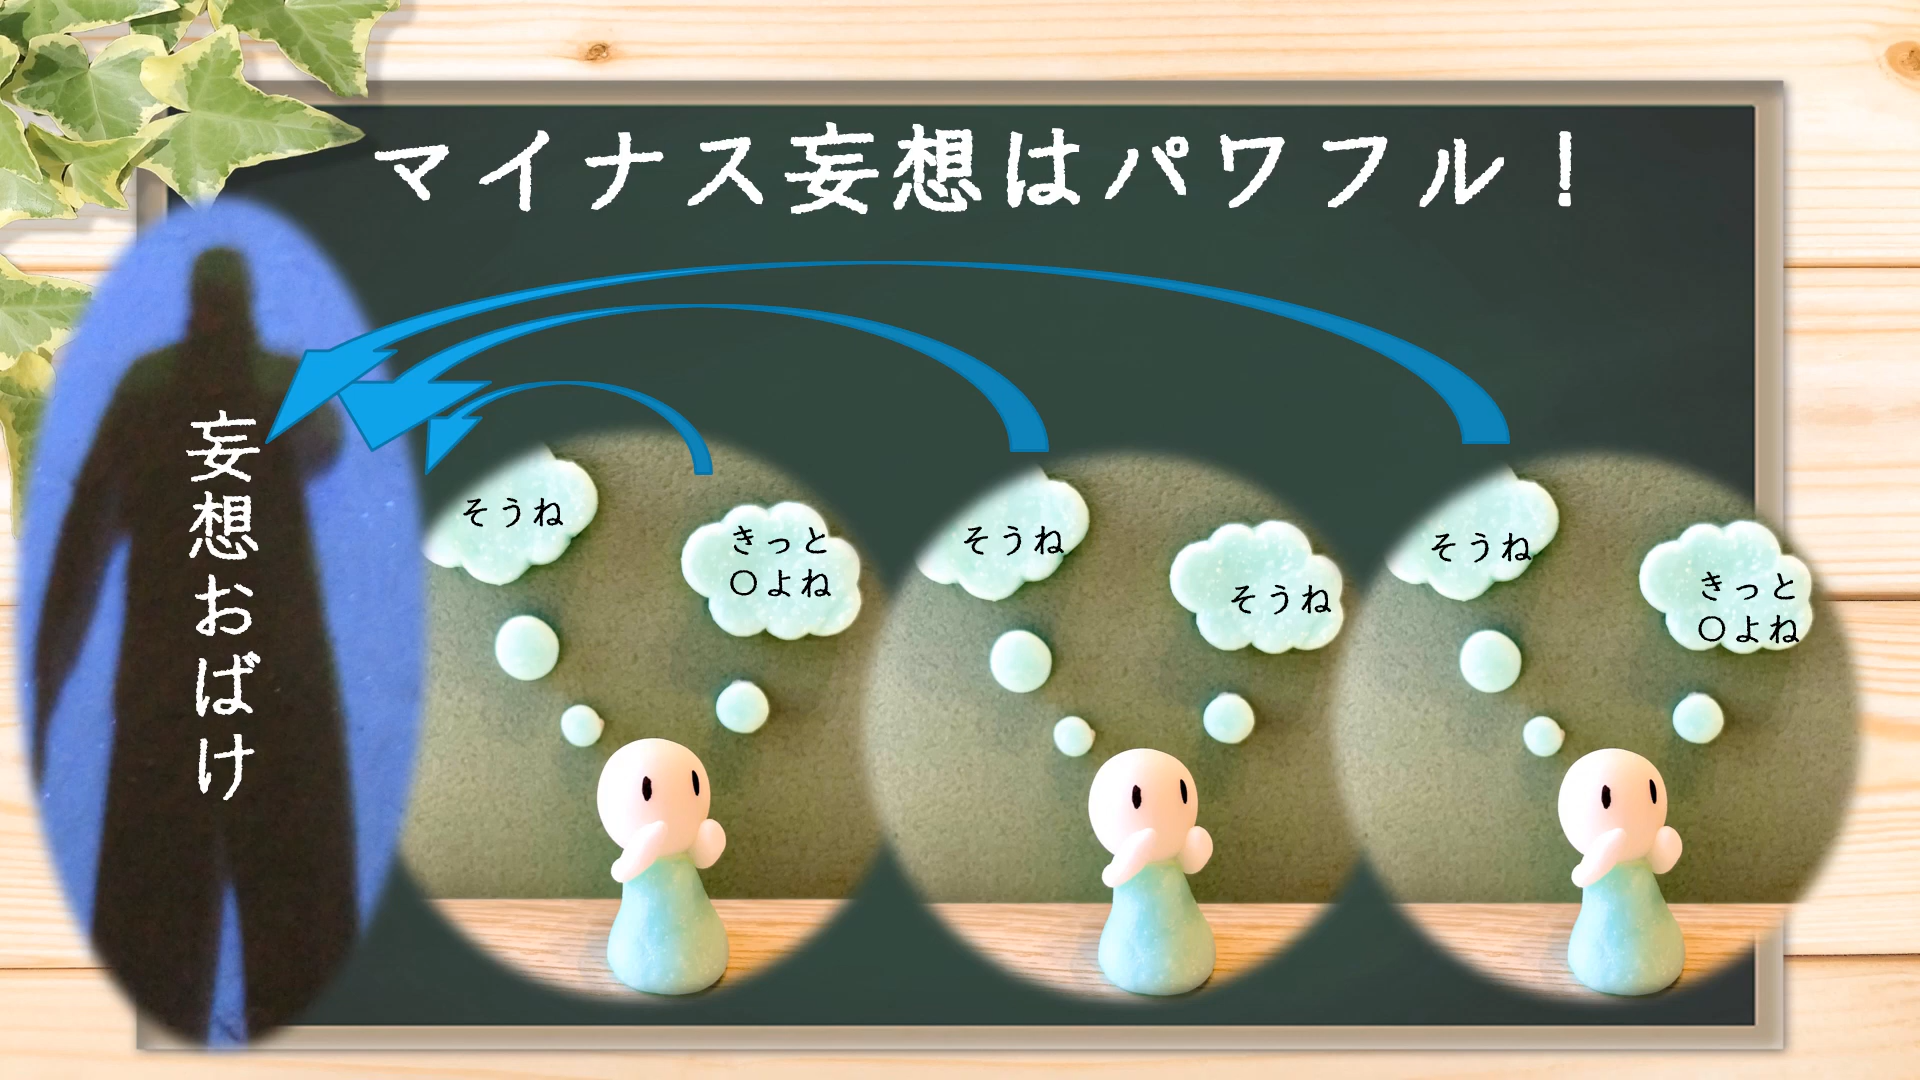 マイナス妄想はパワフル！
妄想おばけ
そうね
きっと
〇よね
そうね
そうね
そうね
きっと
〇よね